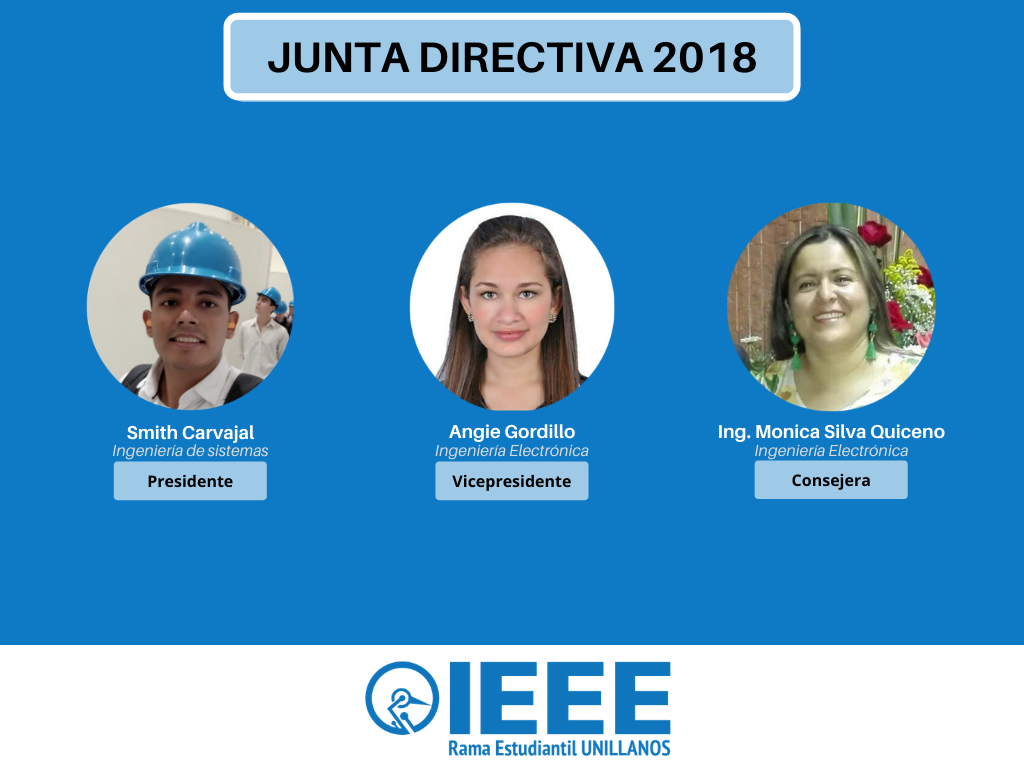 JUNTA DIRECTIVA 2018
Smith Carvajal
Ingeniería de sistemas
Presidente
Angie Gordillo
Ingeniería Electrónica
Vicepresidente
Ing. Monica Silva Quiceno
Ingeniería Electrónica
Consejera
IEEE
Rama Estudiantil UNILLANOS